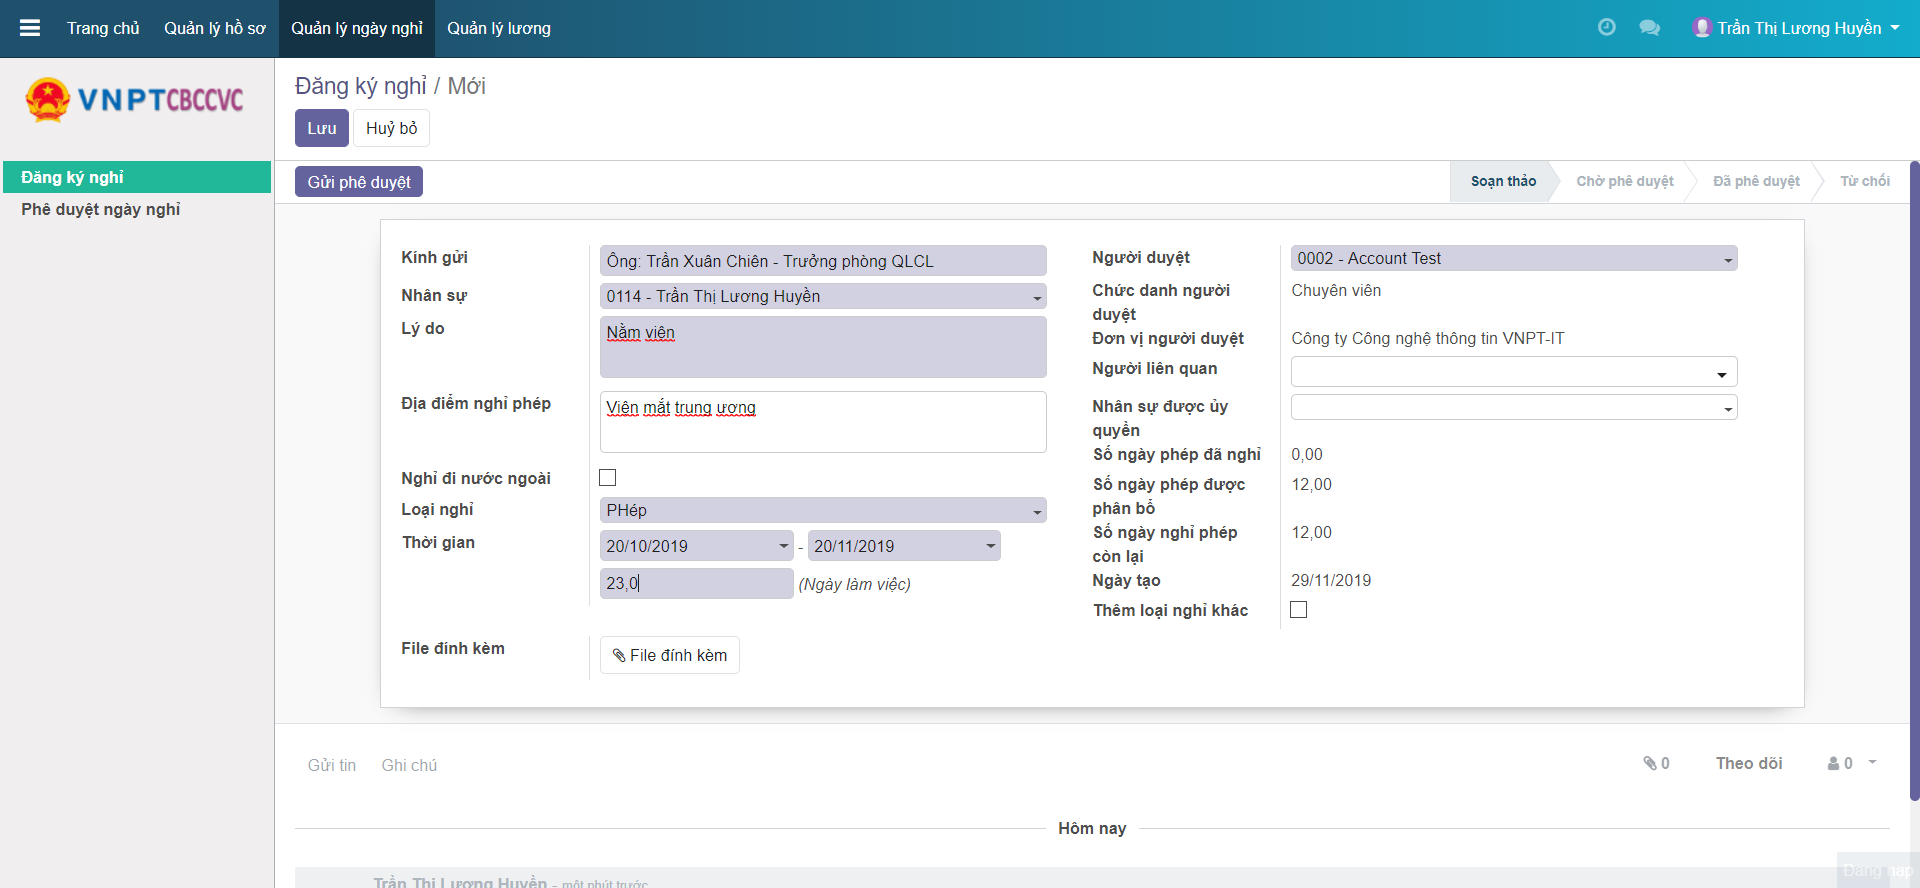 Trang chủ Quản lý hồ sơ Quản lý ngày nghỉ Quản lý lương Trần Thị Lương Huyền
VNPT CBCCVC
Đăng ký nghỉ
Phê duyệt ngày nghỉ
Đăng ký nghỉ / Mới
Lưu Huỷ bỏ
Gửi phê duyệt Soạn thảo Chờ phê duyệt Đã phê duyệt Từ chối
Kính gửi Ông: Trần Xuân Chiên - Trưởng phòng QLCL
Nhân sự 0114 - Trần Thị Lương Huyền
Lý do Nằm viện
Địa điểm nghỉ phép Viện mắt trung ương
Nghỉ đi nước ngoài
Loại nghỉ PHép
Thời gian 20/10/2019 - 20/11/2019
23,0 (Ngày làm việc)
File đính kèm File đính kèm
Người duyệt 0002 - Account Test
Chức danh người duyệt Chuyên viên
Đơn vị người duyệt Công ty Công nghệ thông tin VNPT-IT
Người liên quan
Nhân sự được ủy quyền
Số ngày phép đã nghỉ 0,00
Số ngày phép được phân bổ 12,00
Số ngày nghỉ phép còn lại 12,00
Ngày tạo 29/11/2019
Thêm loại nghỉ khác
Gửi tin Ghi chú 0 Theo dõi 0
Hôm nay
Trần Thị Lương Huyền - một phút trước
Đang nạp